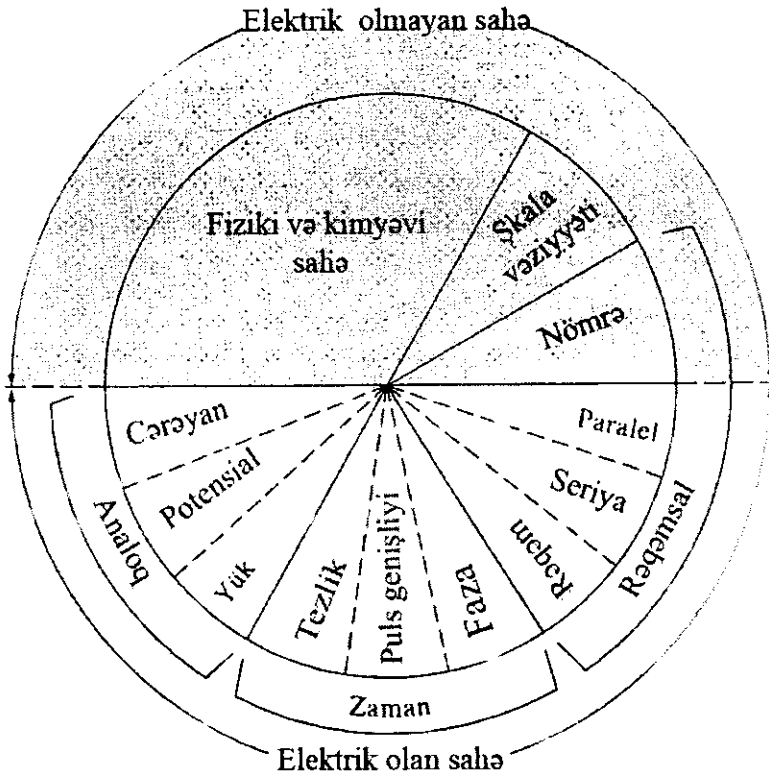 Elektrik olmayan sahə
Fiziki və kimyəvi
sahə
Şkala
vəziyyəti
Nömrə
Cərəyan
Potensial
Yük
Tezlik
Puls genişliyi
Faza
Rəqəm
Seriya
Paralel
Analoq
Zaman
Rəqəmsal
Elektrik olan sahə